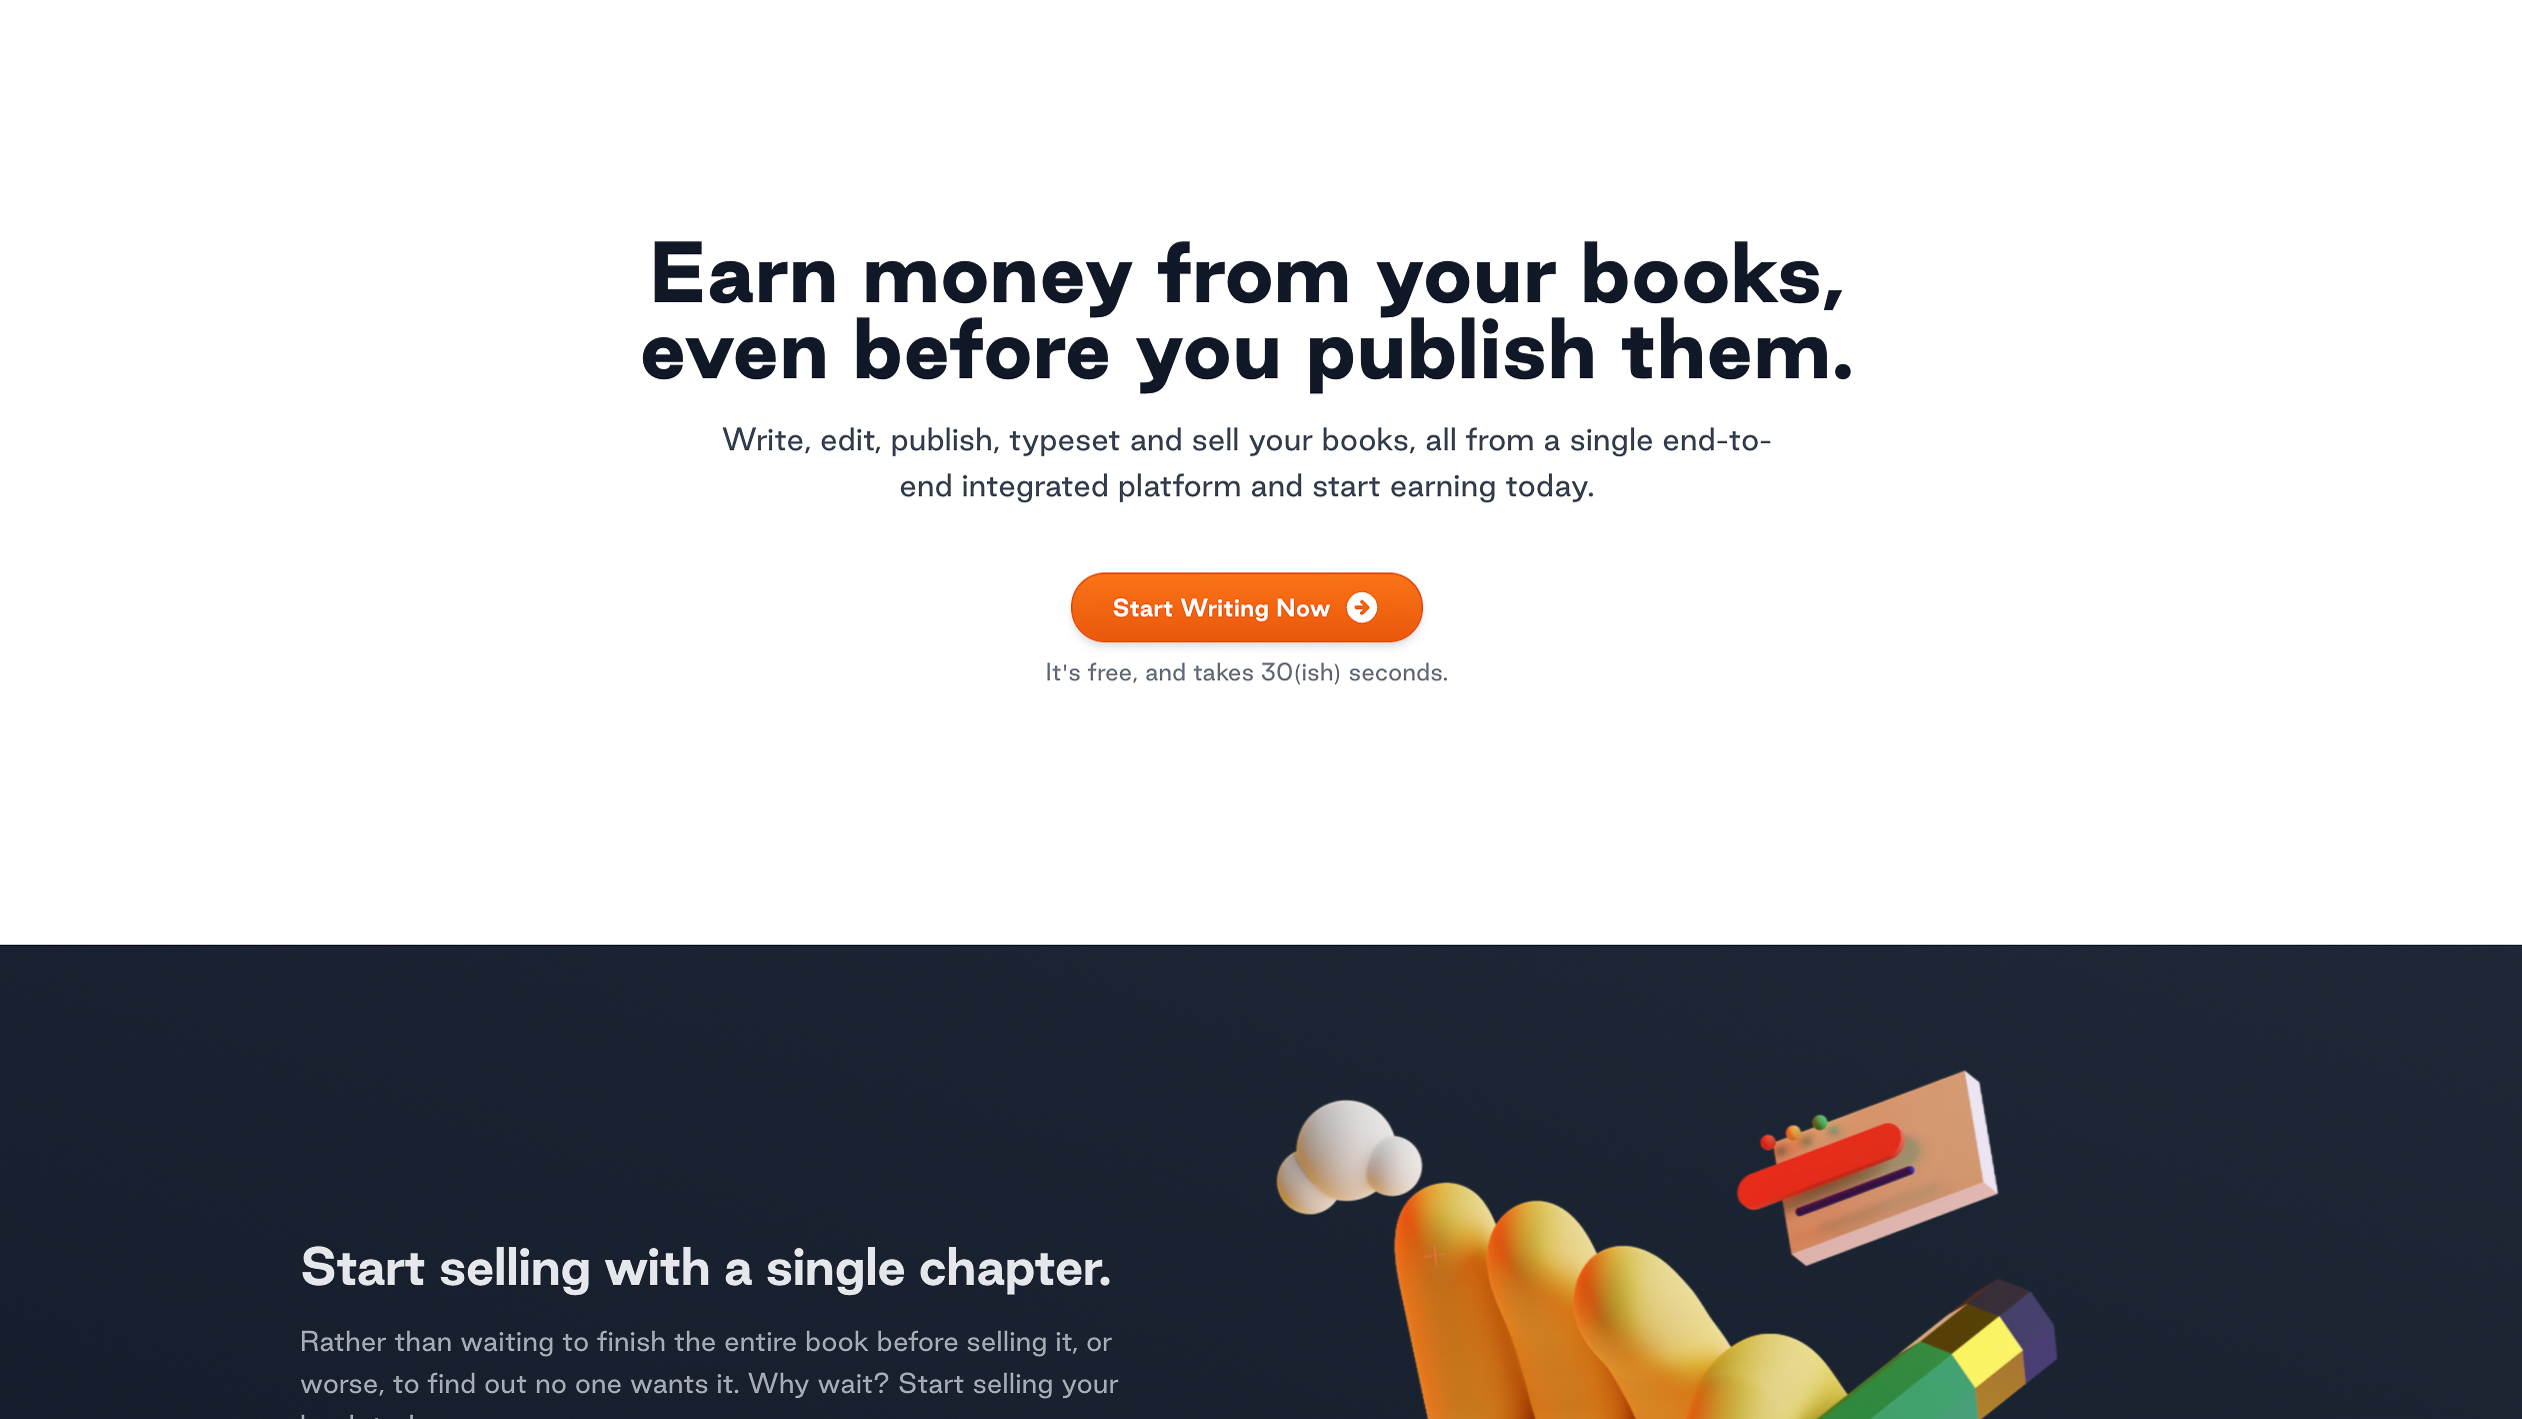 Earn money from your books,
even before you publish them.
Write, edit, publish, typeset and sell your books, all from a single end-to-
end integrated platform and start earning today.
Start Writing Now
It's free, and takes 30(ish) seconds.
Start selling with a single chapter.
Rather than waiting to finish the entire book before selling it, or
worse, to find out no one wants it. Why wait? Start selling your